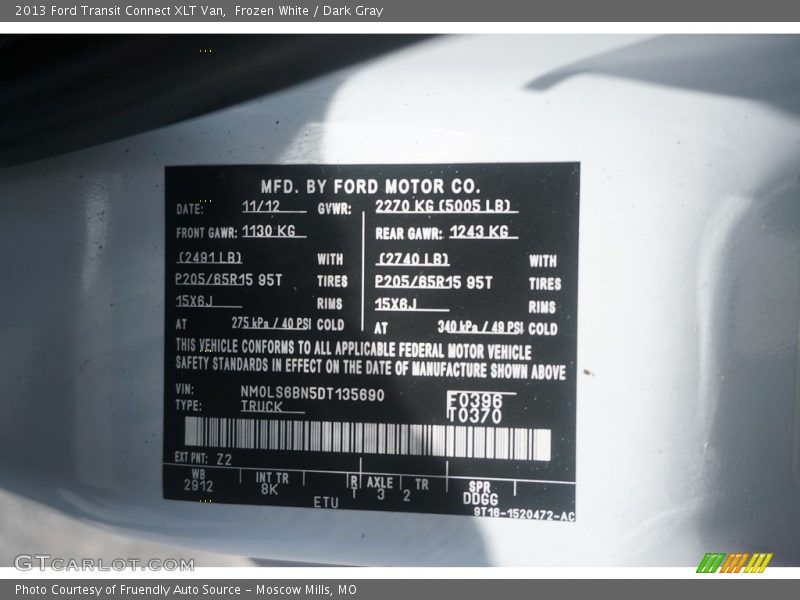 2013 Ford Transit Connect XLT Van,  Frozen White / Dark Gray
MFD. BY FORD MOTOR CO.
DATE: 11/12 GVWR: 2270 KG (5005 LB)
FRONT GAWR: 1130 KG REAR GAWR: 1243 KG
(2491 LB) WITH (2740 LB) WITH
P205/65R15 95T TIRES P205/65R15 95T TIRES
15X6J RIMS 15X6J RIMS
AT 275 kPa / 40 PSI COLD AT 340 kPa / 49 PSI COLD
THIS VEHICLE CONFORMS TO ALL APPLICABLE FEDERAL MOTOR VEHICLE
SAFETY STANDARDS IN EFFECT ON THE DATE OF MANUFACTURE SHOWN ABOVE
VIN: NM0LS6BN5DT135690 F0396
TYPE: TRUCK T0370
EXT PNT: Z2
WB INT TR R AXLE TR SPR
2912 8K T 3 2 DDGG
ETU 9T16-1520472-AC
GTCARLOT.COM
Photo Courtesy of Fruendly Auto Source – Moscow Mills, MO